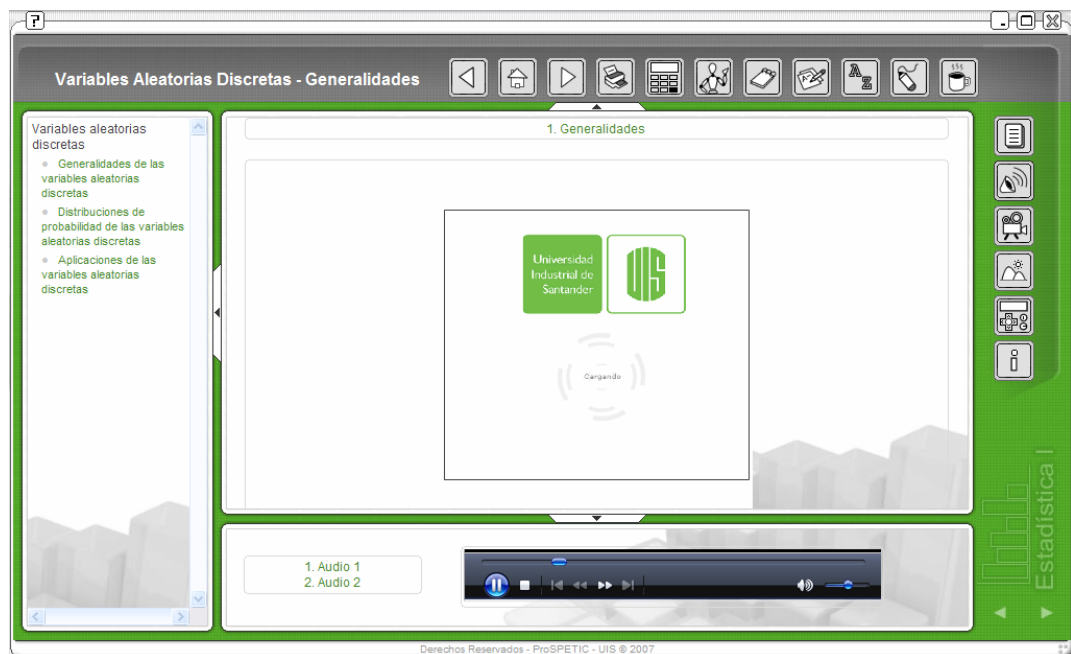 ?
Variables Aleatorias Discretas - Generalidades
A
Z
Variables aleatorias
discretas
Generalidades de las
variables aleatorias
discretas
Distribuciones de
probabilidad de las variables
aleatorias discretas
Aplicaciones de las
variables aleatorias
discretas
1. Generalidades
Universidad
Industrial de
Santander
UIS
Cargando
1. Audio 1
2. Audio 2
i
Estadística I
Derechos Reservados - ProSPETIC - UIS © 2007